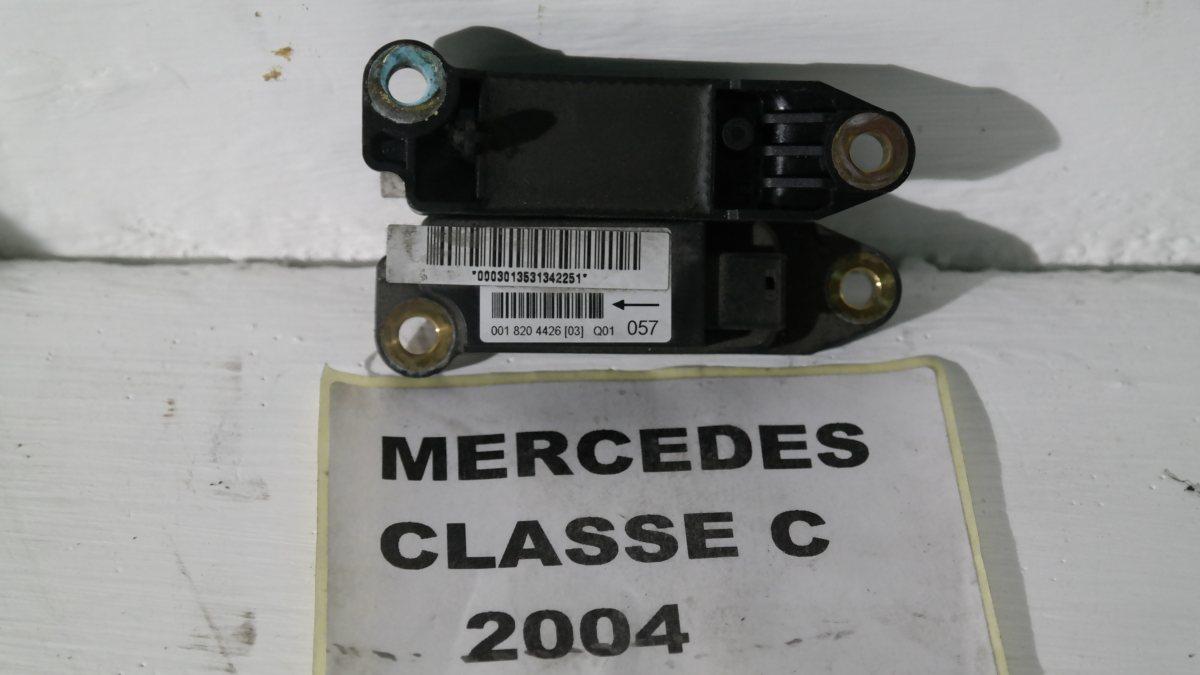 *0003013531342251*
001 820 4426 [03] Q01 057
MERCEDES
CLASSE C
2004